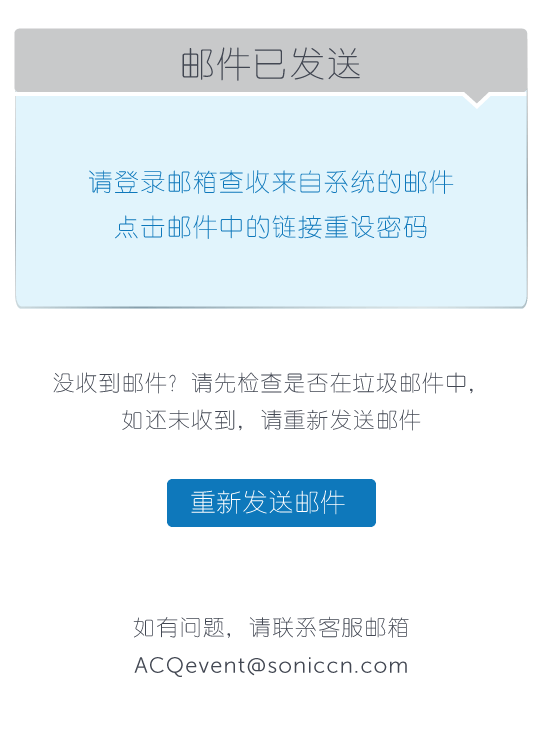 邮件已发送
请登录邮箱查收来自系统的邮件
点击邮件中的链接重设密码
没收到邮件？请先检查是否在垃圾邮件中，
如还未收到，请重新发送邮件
重新发送邮件
如有问题，请联系客服邮箱
ACQevent@soniccn.com